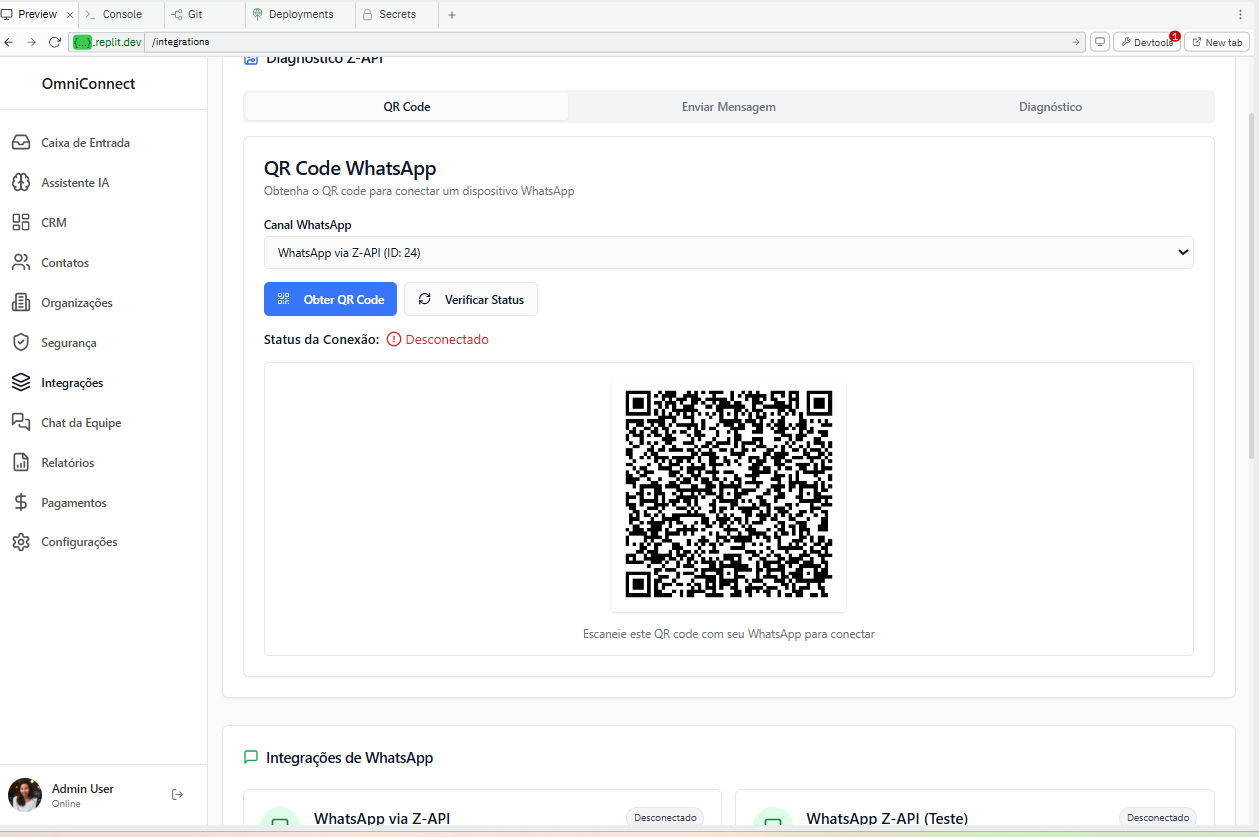 Preview
Console
Git
Deployments
Secrets
.replit.dev
/integrations
Devtools
1
New tab
OmniConnect
Caixa de Entrada
Assistente IA
CRM
Contatos
Organizações
Segurança
Integrações
Chat da Equipe
Relatórios
Pagamentos
Configurações
Admin User
Online
Diagnóstico Z-API
QR Code
Enviar Mensagem
Diagnóstico
QR Code WhatsApp
Obtenha o QR code para conectar um dispositivo WhatsApp
Canal WhatsApp
WhatsApp via Z-API (ID: 24)
Obter QR Code
Verificar Status
Status da Conexão: Desconectado
Escaneie este QR code com seu WhatsApp para conectar
Integrações de WhatsApp
WhatsApp via Z-API
Desconectado
WhatsApp Z-API (Teste)
Desconectado